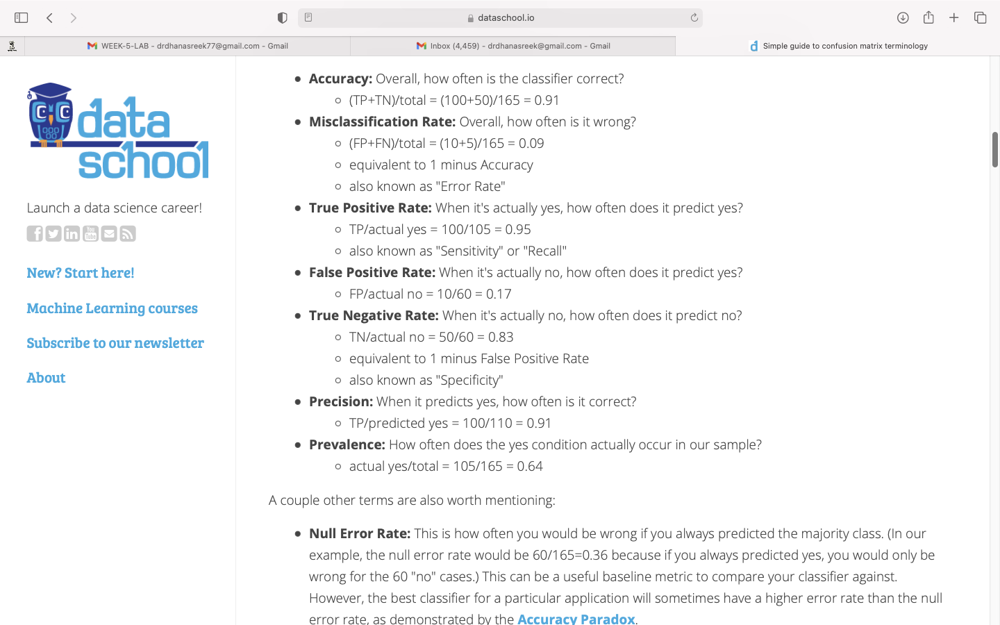 dataschool.io
WEEK-5-LAB - drdhanasreek77@gmail.com - Gmail
Inbox (4,459) - drdhanasreek@gmail.com - Gmail
Simple guide to confusion matrix terminology
data
school
Launch a data science career!
New? Start here!
Machine Learning courses
Subscribe to our newsletter
About
Accuracy: Overall, how often is the classifier correct?
(TP+TN)/total = (100+50)/165 = 0.91
Misclassification Rate: Overall, how often is it wrong?
(FP+FN)/total = (10+5)/165 = 0.09
equivalent to 1 minus Accuracy
also known as "Error Rate"
True Positive Rate: When it's actually yes, how often does it predict yes?
TP/actual yes = 100/105 = 0.95
also known as "Sensitivity" or "Recall"
False Positive Rate: When it's actually no, how often does it predict yes?
FP/actual no = 10/60 = 0.17
True Negative Rate: When it's actually no, how often does it predict no?
TN/actual no = 50/60 = 0.83
equivalent to 1 minus False Positive Rate
also known as "Specificity"
Precision: When it predicts yes, how often is it correct?
TP/predicted yes = 100/110 = 0.91
Prevalence: How often does the yes condition actually occur in our sample?
actual yes/total = 105/165 = 0.64
A couple other terms are also worth mentioning:
Null Error Rate: This is how often you would be wrong if you always predicted the majority class. (In our
example, the null error rate would be 60/165=0.36 because if you always predicted yes, you would only be
wrong for the 60 "no" cases.) This can be a useful baseline metric to compare your classifier against.
However, the best classifier for a particular application will sometimes have a higher error rate than the null
error rate, as demonstrated by the Accuracy Paradox.